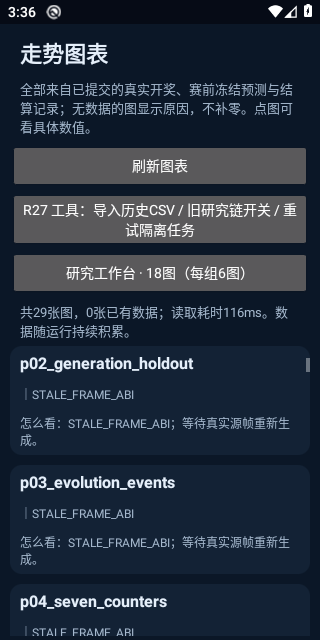 3:36
走势图表
全部来自已提交的真实开奖、赛前冻结预测与结
算记录；无数据的图显示原因，不补零。点图可
看具体数值。
刷新图表
R27 工具：导入历史CSV / 旧研究链开关 / 重
试隔离任务
研究工作台 · 18图（每组6图）
共29张图，0张已有数据；读取耗时116ms。数
据随运行持续积累。
p02_generation_holdout
｜STALE_FRAME_ABI
怎么看：STALE_FRAME_ABI；等待真实源帧重新生
成。
p03_evolution_events
｜STALE_FRAME_ABI
怎么看：STALE_FRAME_ABI；等待真实源帧重新生
成。
p04_seven_counters
｜STALE_FRAME_ABI